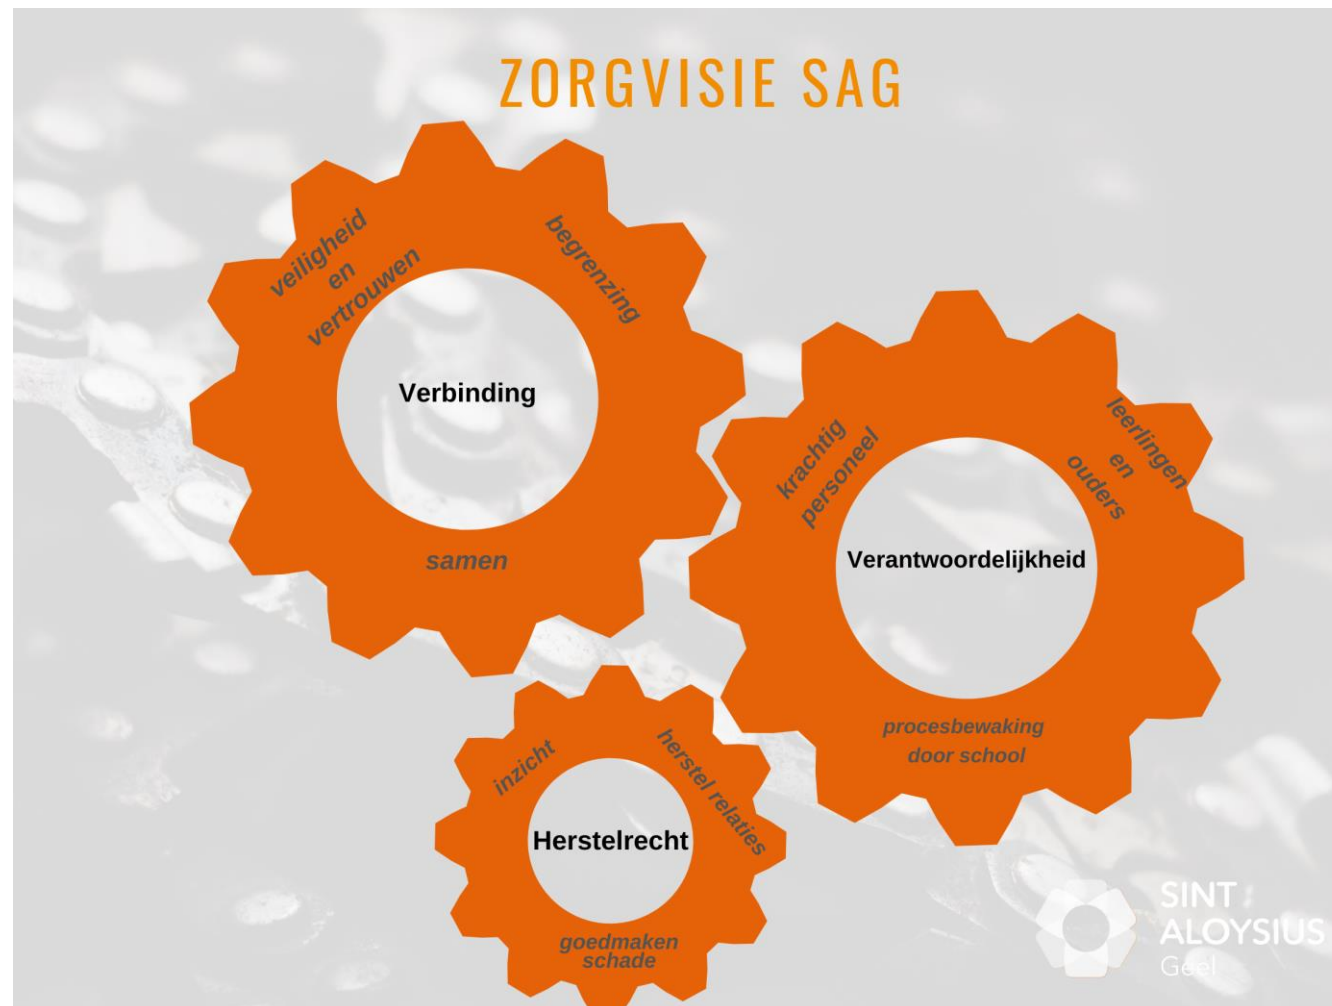 ZORGVISIE SAG
veiligheid
en
vertrouwen
begrenzing
Verbinding
samen
krachtig
personeel
leerlingen
en
ouders
Verantwoordelijkheid
procesbewaking
door school
inzicht
herstel relaties
Herstelrecht
goedmaken
schade
SINT
ALOYSIUS
Geel